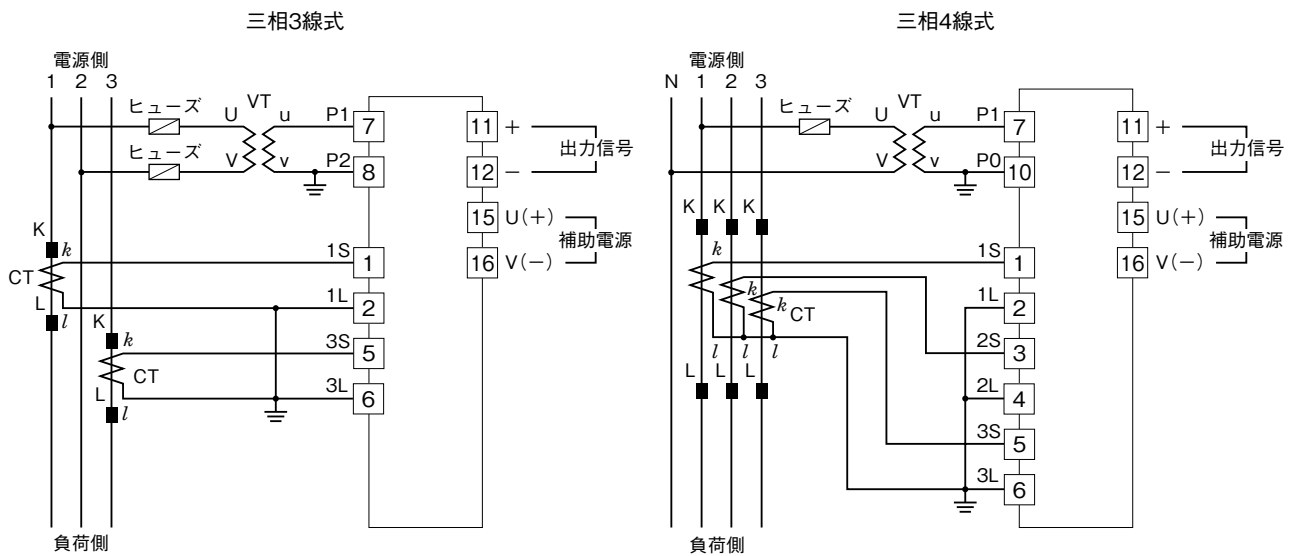 三相3線式
電源側
1 2 3
ヒューズ
U VT u P1 7
ヒューズ
V v P2 8
11 +
出力信号
12 −
15 U(+)
補助電源
16 V(−)
K k
1S 1
CT
1L 2
L l
K k
3S 5
CT
3L 6
L l
負荷側
三相4線式
電源側
N 1 2 3
ヒューズ
U VT u P1 7
V v P0 10
11 +
出力信号
12 −
15 U(+)
補助電源
16 V(−)
K K K
k 1S 1
k
k CT
1L 2
l l l
2S 3
L L L
2L 4
3S 5
3L 6
負荷側